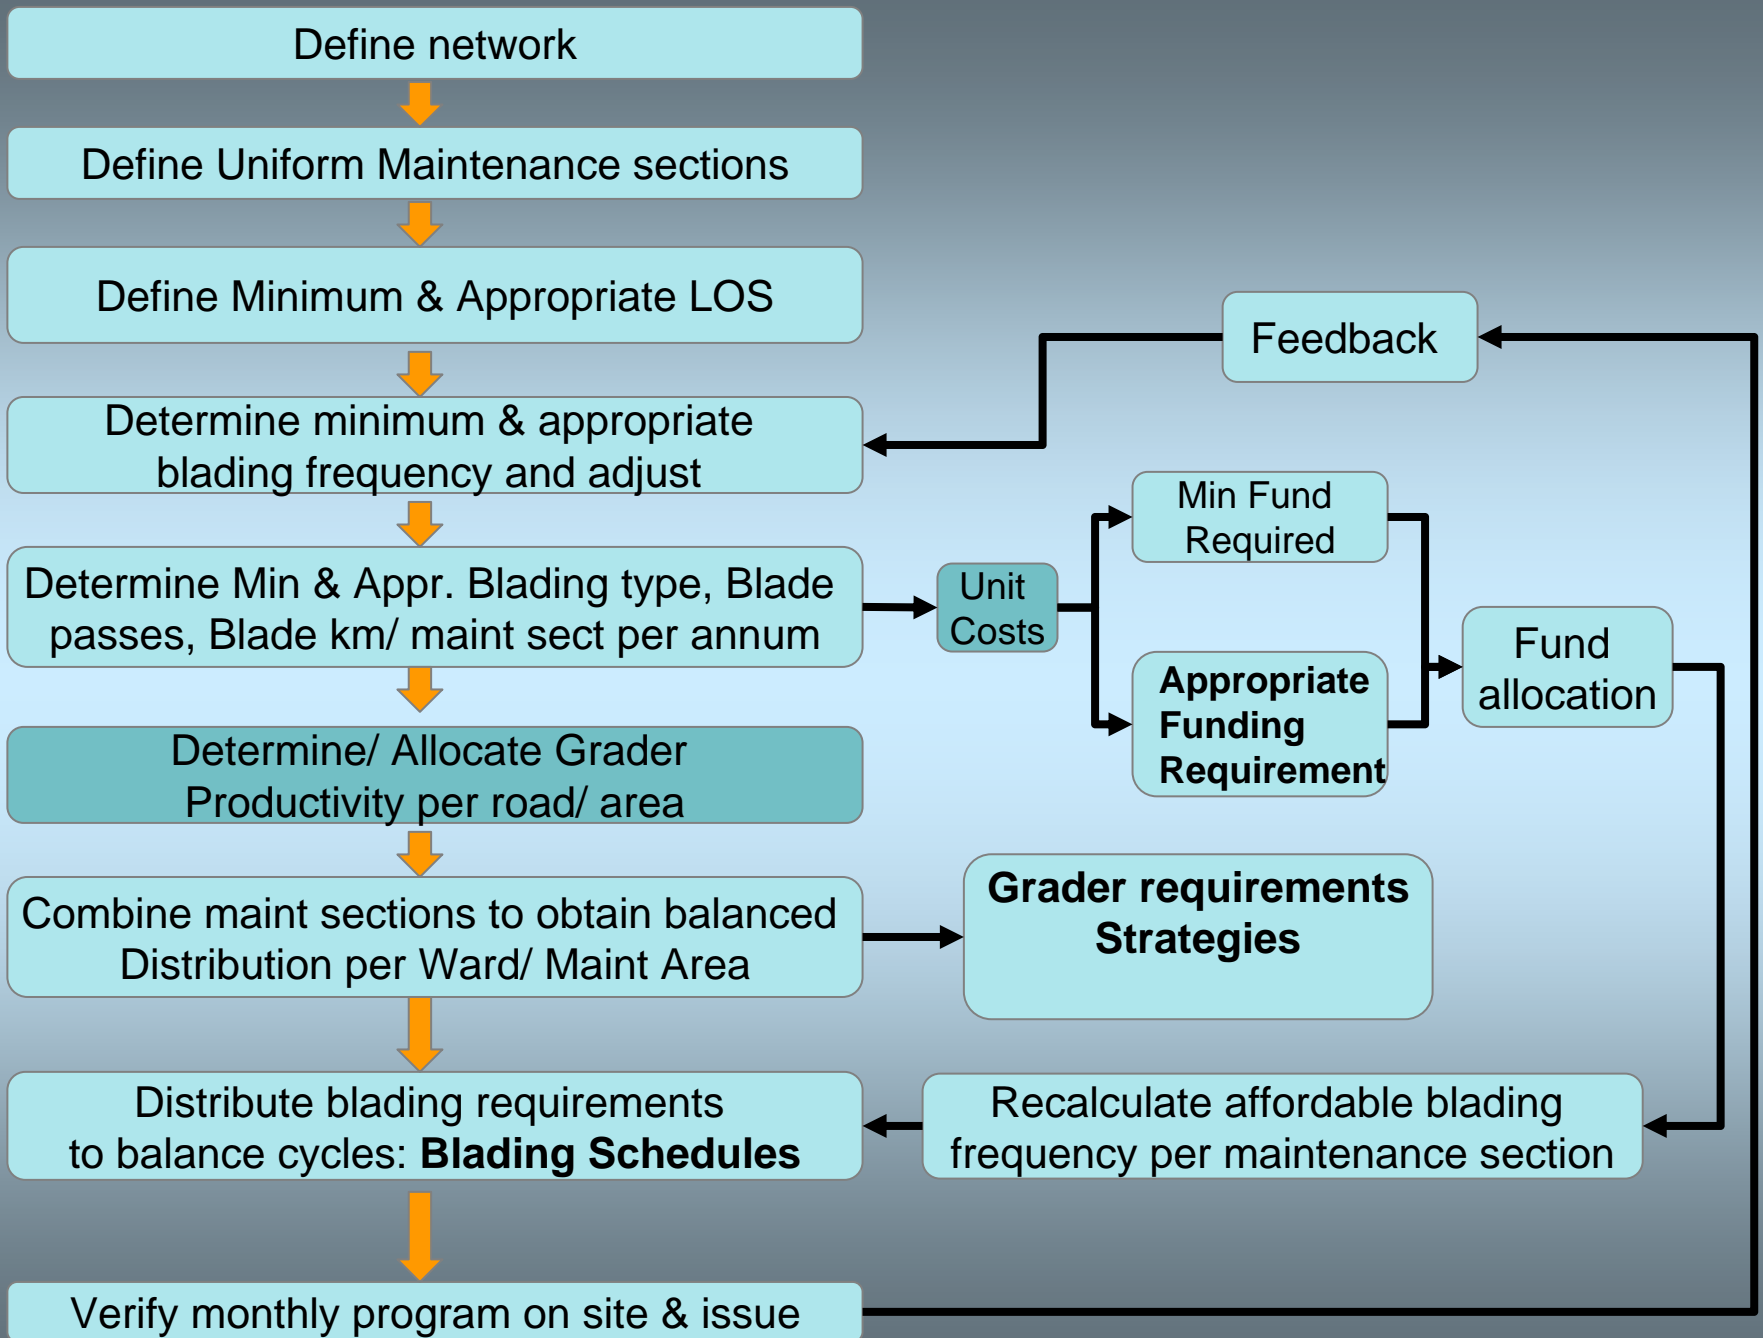 Define network
Define Uniform Maintenance sections
Define Minimum & Appropriate LOS
Feedback
Determine minimum & appropriate
blading frequency and adjust
Min Fund
Required
Determine Min & Appr. Blading type, Blade
passes, Blade km/ maint sect per annum
Unit
Costs
Fund
allocation
Appropriate
Funding
Requirement
Determine/ Allocate Grader
Productivity per road/ area
Combine maint sections to obtain balanced
Distribution per Ward/ Maint Area
Grader requirements
Strategies
Distribute blading requirements
to balance cycles: Blading Schedules
Recalculate affordable blading
frequency per maintenance section
Verify monthly program on site & issue